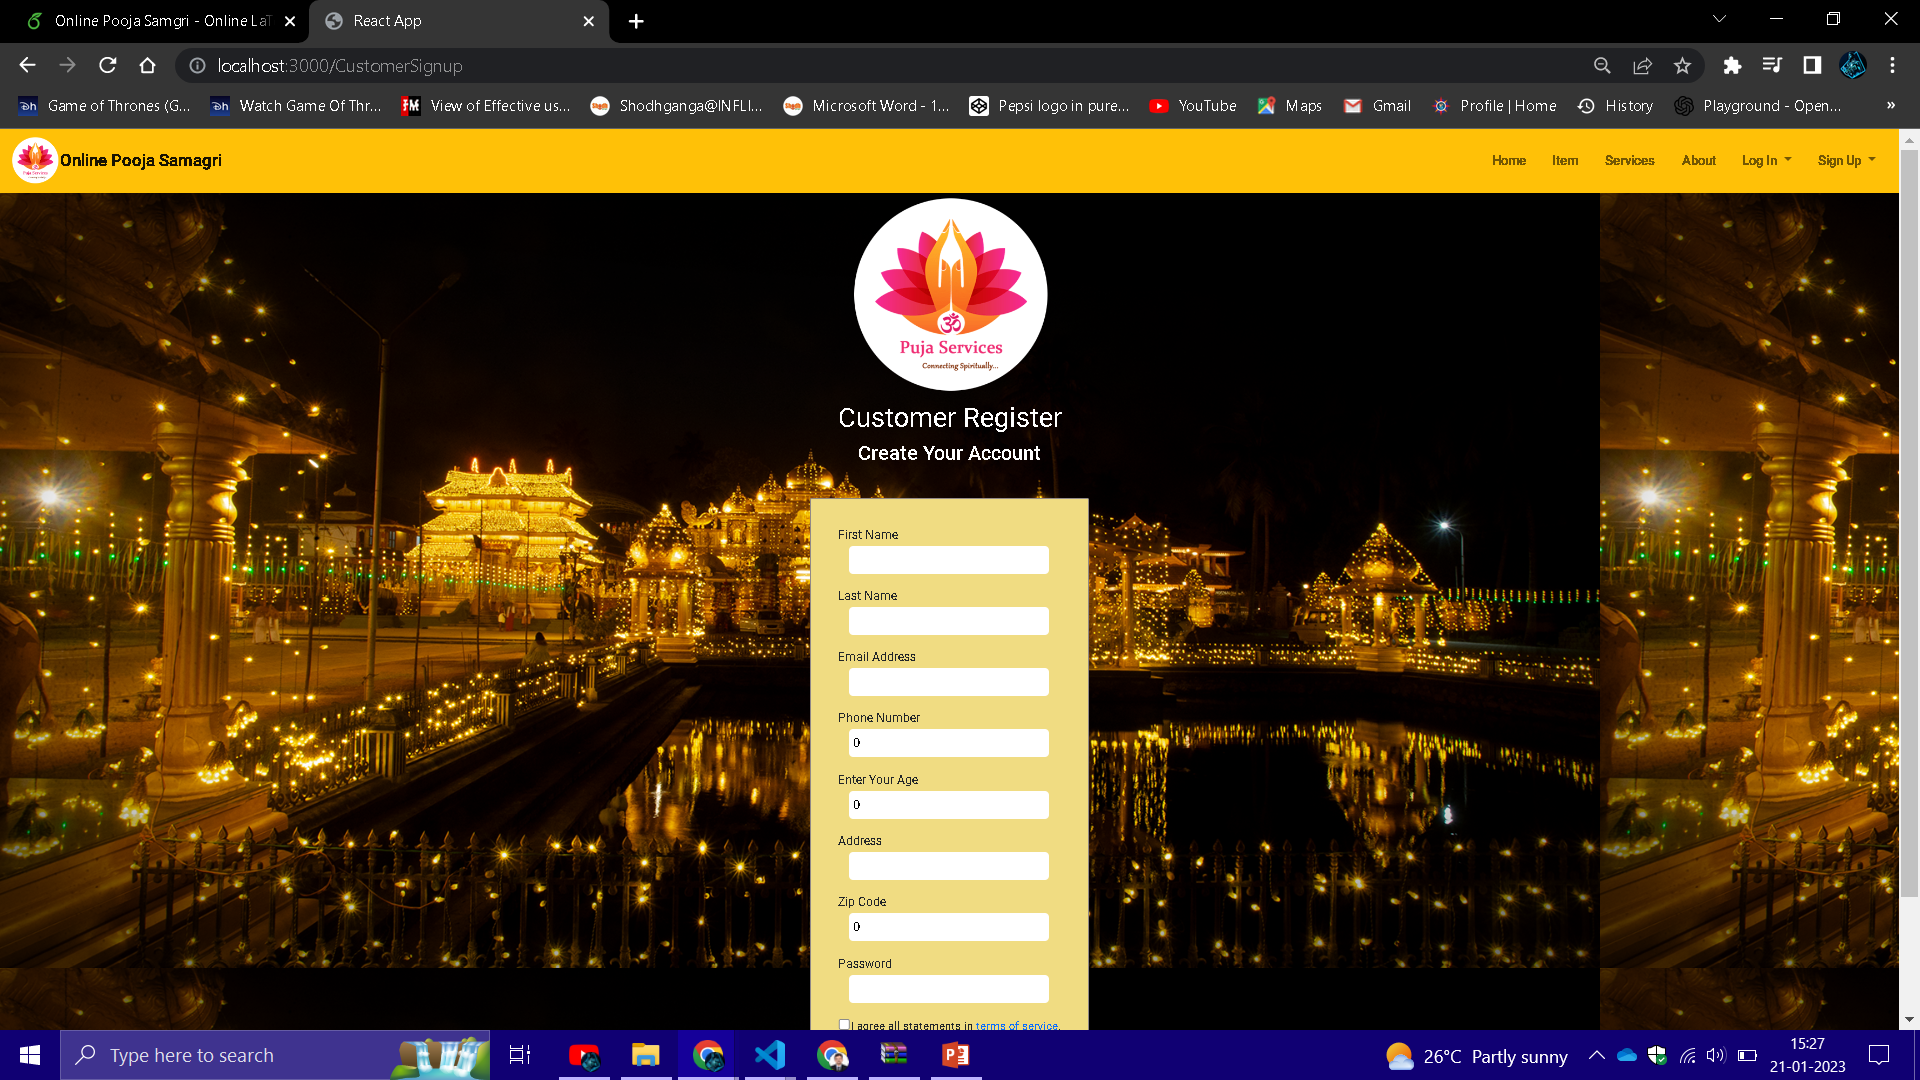 Online Pooja Samgri - Online LaT
React App
localhost:3000/CustomerSignup
Game of Thrones (G...
Watch Game Of Thr...
View of Effective us...
Shodhganga@INFLI...
Microsoft Word - 1...
Pepsi logo in pure...
YouTube
Maps
Gmail
Profile | Home
History
Playground - Open...
»
Online Pooja Samagri
Home
Item
Services
About
Log In
Sign Up
ॐ
Puja Services
Connecting Spiritually...
Customer Register
Create Your Account
First Name
Last Name
Email Address
Phone Number
0
Enter Your Age
0
Address
Zip Code
0
Password
I agree all statements in terms of service.
Type here to search
26°C Partly sunny
15:27
21-01-2023